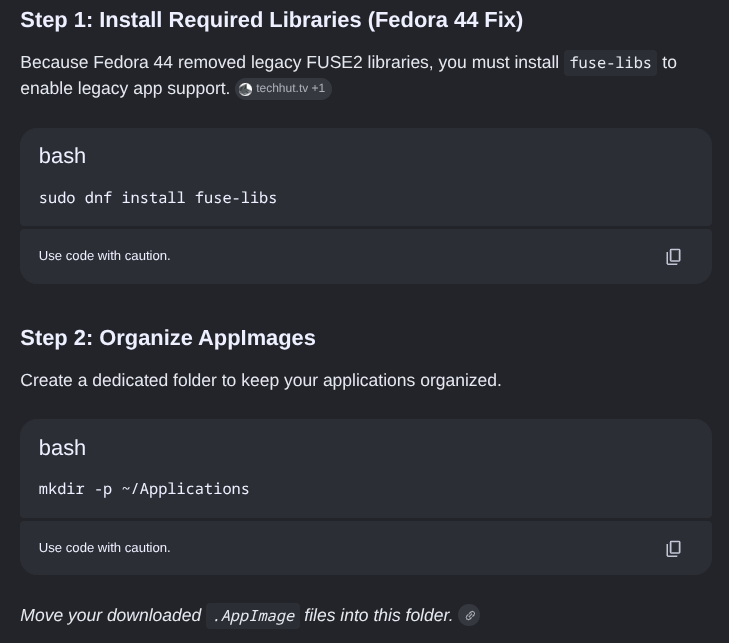 Step 1: Install Required Libraries (Fedora 44 Fix)
Because Fedora 44 removed legacy FUSE2 libraries, you must install fuse-libs to
enable legacy app support. techhut.tv +1
bash
sudo dnf install fuse-libs
Use code with caution.
Step 2: Organize AppImages
Create a dedicated folder to keep your applications organized.
bash
mkdir -p ~/Applications
Use code with caution.
Move your downloaded .AppImage files into this folder.